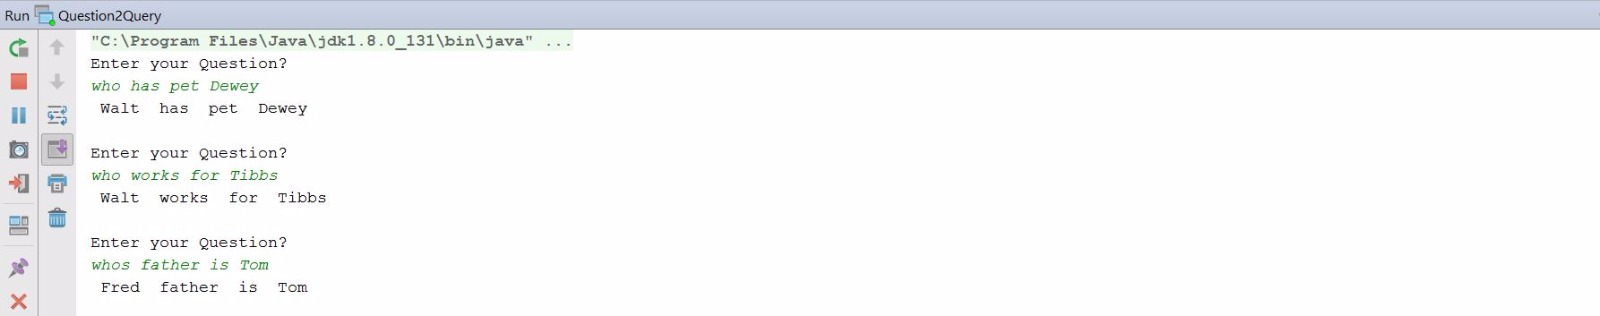 Run Question2Query
"C:\Program Files\Java\jdk1.8.0_131\bin\java" ...
Enter your Question?
who has pet Dewey
Walt has pet Dewey
Enter your Question?
who works for Tibbs
Walt works for Tibbs
Enter your Question?
whos father is Tom
Fred father is Tom